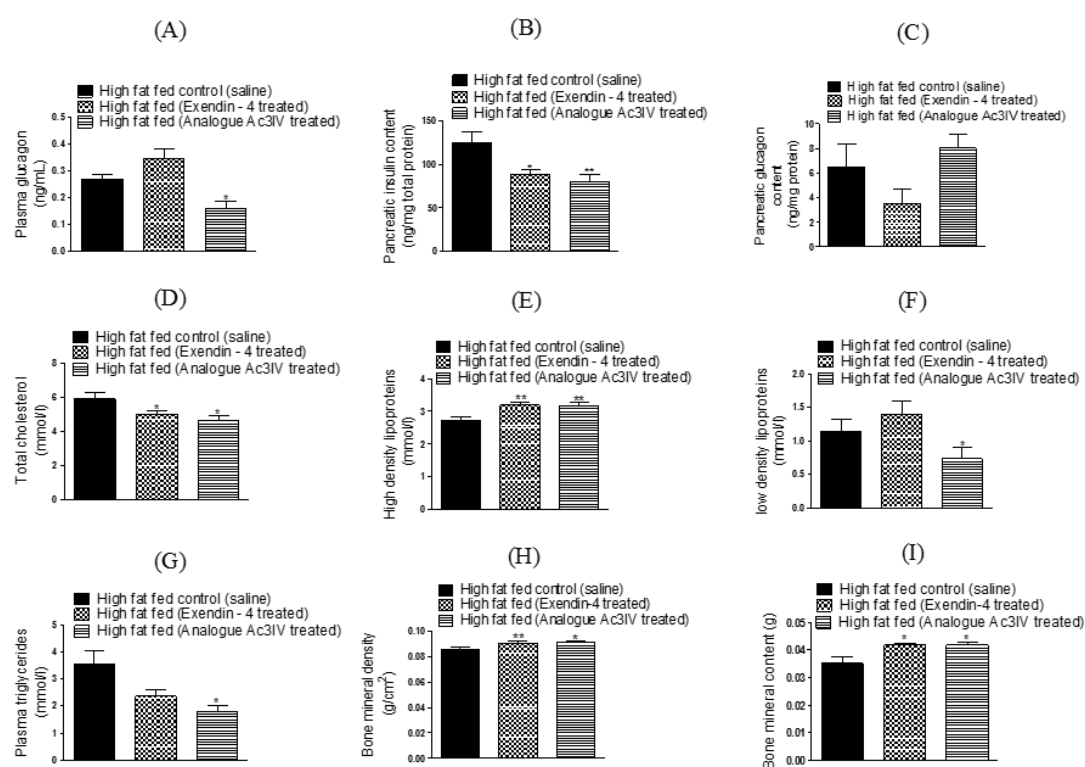 (A)
High fat fed control (saline)
High fat fed (Exendin - 4 treated)
High fat fed (Analogue Ac3IV treated)
Plasma glucagon
(ng/mL)
0.5
0.4
0.3
0.2
0.1
0.0
*
(B)
High fat fed control (saline)
High fat fed (Exendin - 4 treated)
High fat fed (Analogue Ac3IV treated)
Pancreatic insulin content
(ng/mg total protein)
150
100
50
0
*
**
(C)
High fat fed control (saline)
High fat fed (Exendin - 4 treated)
High fat fed (Analogue Ac3IV treated)
Pancreatic glucagon
content
(ng/mg protein)
10
8
6
4
2
0
(D)
High fat fed control (saline)
High fat fed (Exendin - 4 treated)
High fat fed (Analogue Ac3IV treated)
Total cholesterol
(mmol/l)
8
6
4
2
0
*
*
(E)
High fat fed control (saline)
High fat fed (Exendin - 4 treated)
High fat fed (Analogue Ac3IV treated)
High density lipoproteins
(mmol/l)
4
3
2
1
0
**
**
(F)
High fat fed control (saline)
High fat fed (Exendin - 4 treated)
High fat fed (Analogue Ac3IV treated)
low density lipoproteins
(mmol/l)
2.0
1.5
1.0
0.5
0.0
*
(G)
High fat fed control (saline)
High fat fed (Exendin - 4 treated)
High fat fed (Analogue Ac3IV treated)
Plasma triglycerides
(mmol/l)
5
4
3
2
1
0
*
(H)
High fat fed control (saline)
High fat fed (Exendin-4 treated)
High fat fed (Analogue Ac3IV treated)
Bone mineral density
(g/cm²)
0.10
0.08
0.06
0.04
0.02
0.00
**
*
(I)
High fat fed control (saline)
High fat fed (Exendin-4 treated)
High fat fed (Analogue Ac3IV treated)
Bone mineral content (g)
0.05
0.04
0.03
0.02
0.01
0.00
*
*